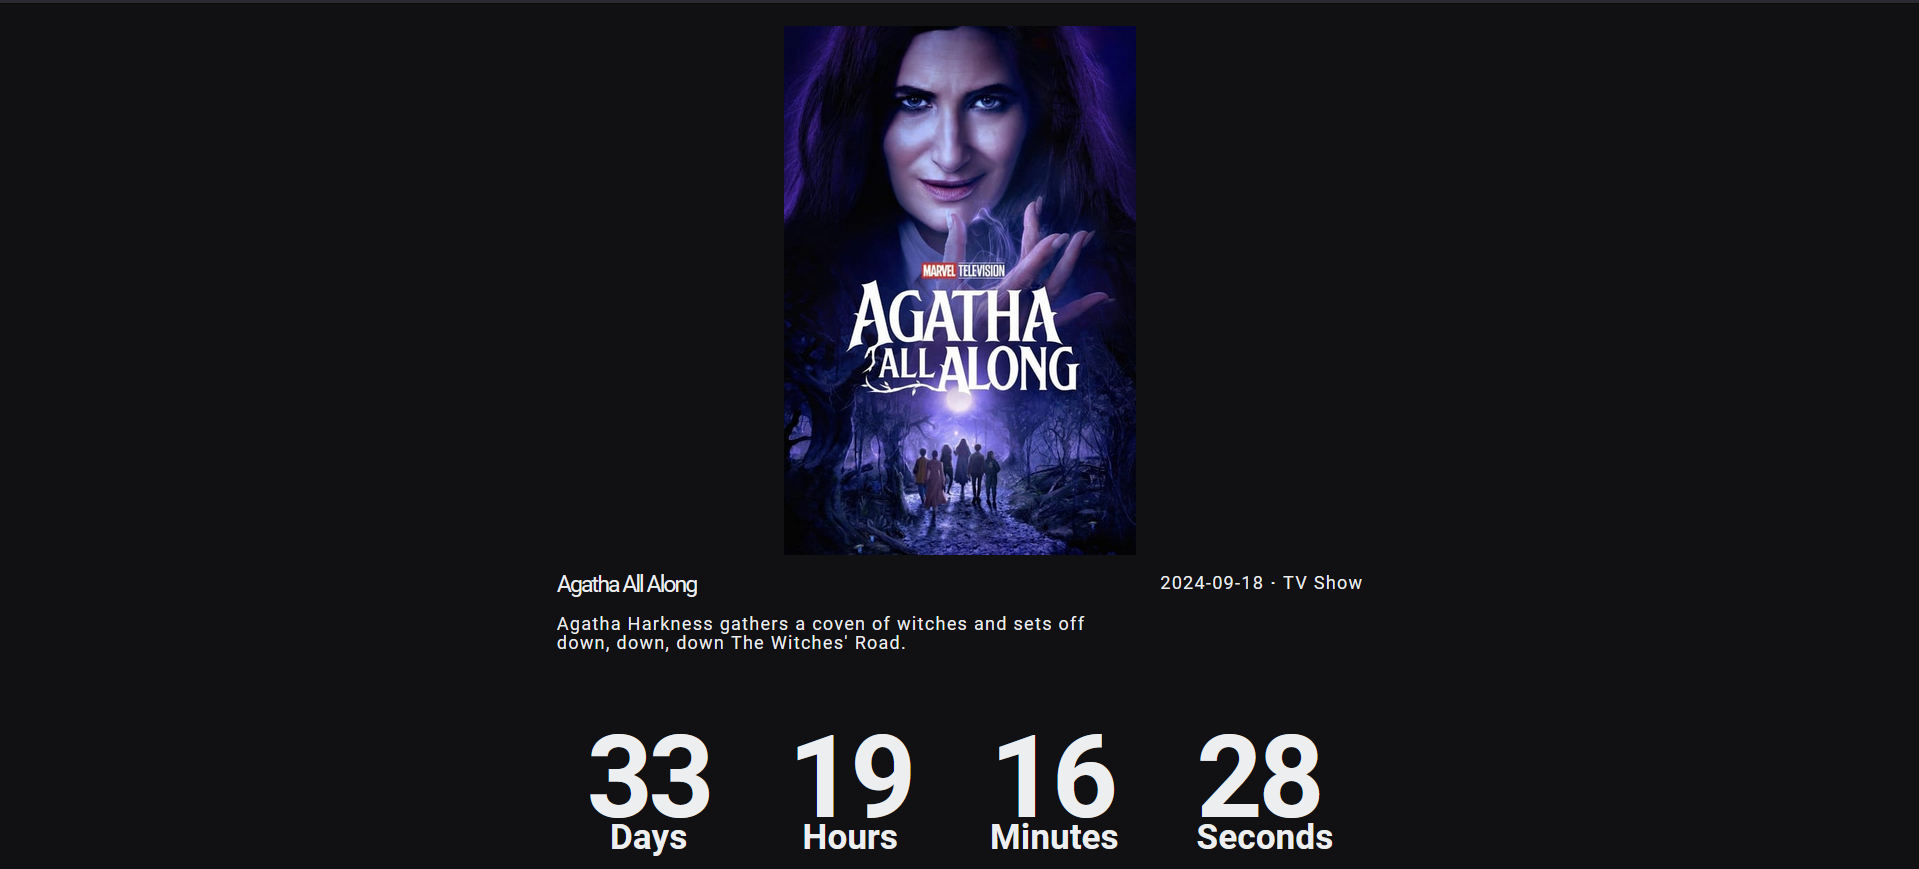 MARVEL TELEVISION
AGATHA
ALL ALONG
Agatha All Along
2024-09-18 · TV Show
Agatha Harkness gathers a coven of witches and sets off
down, down, down The Witches' Road.
33 19 16 28
Days Hours Minutes Seconds